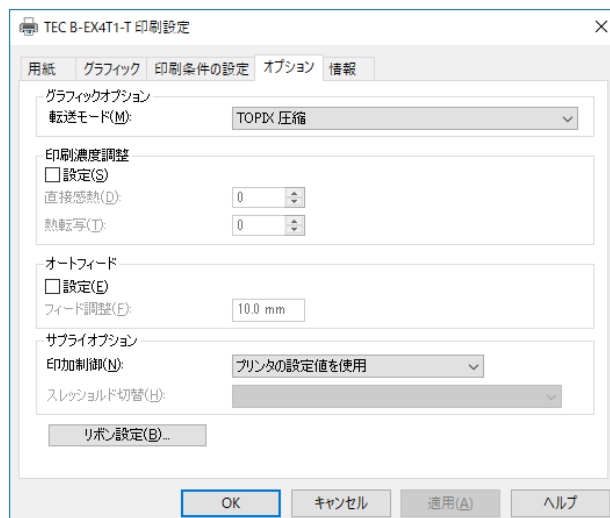 TEC B-EX4T1-T 印刷設定
用紙 グラフィック 印刷条件の設定 オプション 情報
グラフィックオプション
転送モード(M): TOPIX 圧縮
印刷濃度調整
設定(S)
直接感熱(D): 0
熱転写(T): 0
オートフィード
設定(E)
フィード調整(F): 10.0 mm
サプライオプション
印加制御(N): プリンタの設定値を使用
スレッショルド切替(H):
リボン設定(B)...
OK キャンセル 適用(A) ヘルプ